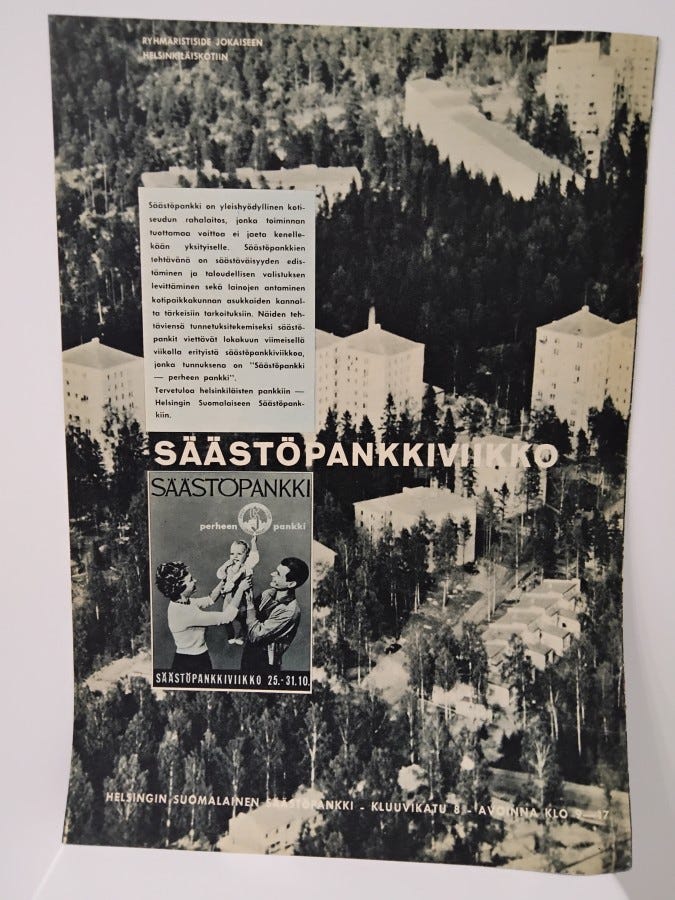 RYHMÄRISTISIDE JOKAISEEN
HELSINKILÄISKOTIIN
Säästöpankki on yleishyödyllinen koti-
seudun rahalaitos, jonka toiminnan
tuottamaa voittoa ei jaeta kenelle-
kään yksityiselle. Säästöpankkien
tehtävänä on säästäväisyyden edis-
täminen ja taloudellisen valistuksen
levittäminen sekä lainojen antaminen
kotipaikkakunnan asukkaiden kannal-
ta tärkeisiin tarkoituksiin. Näiden teh-
täviensä tunnetuksitekemiseksi säästö-
pankit viettävät lokakuun viimeisellä
viikolla erityistä säästöpankkiviikkoa,
jonka tunnuksena on "Säästöpankki
— perheen pankki".
Tervetuloa helsinkiläisten pankkiin —
Helsingin Suomalaiseen Säästöpank-
kiin.
SÄÄSTÖPANKKIVIIKKO
SÄÄSTÖPANKKI
perheen pankki
SÄÄSTÖPANKKIVIIKKO 25.-31.10.
HELSINGIN SUOMALAINEN SÄÄSTÖPANKKI - KLUUVIKATU 8 - AVOINNA KLO 9—17